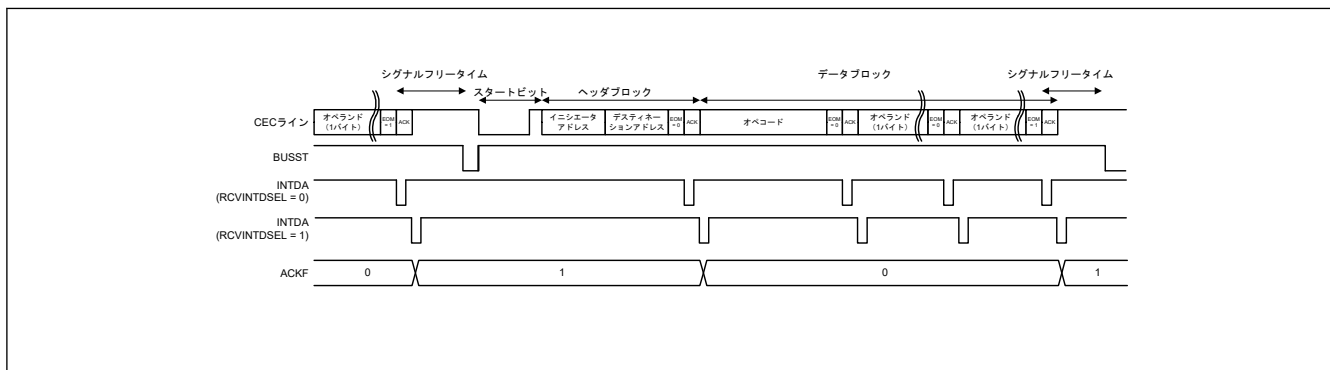 シグナルフリータイム
スタートビット
ヘッダブロック
データブロック
シグナルフリータイム
CECライン
オペランド
(1バイト)
EOM
= 1
ACK
イニシエータ
アドレス
デスティネ-
ーションアドレス
EOM
= 0
ACK
オペコード
EOM
= 0
ACK
オペランド
(1バイト)
EOM
= 0
ACK
オペランド
(1バイト)
EOM
= 1
ACK
BUSST
INTDA
(RCVINTDSEL = 0)
INTDA
(RCVINTDSEL = 1)
ACKF
0
1
0
1